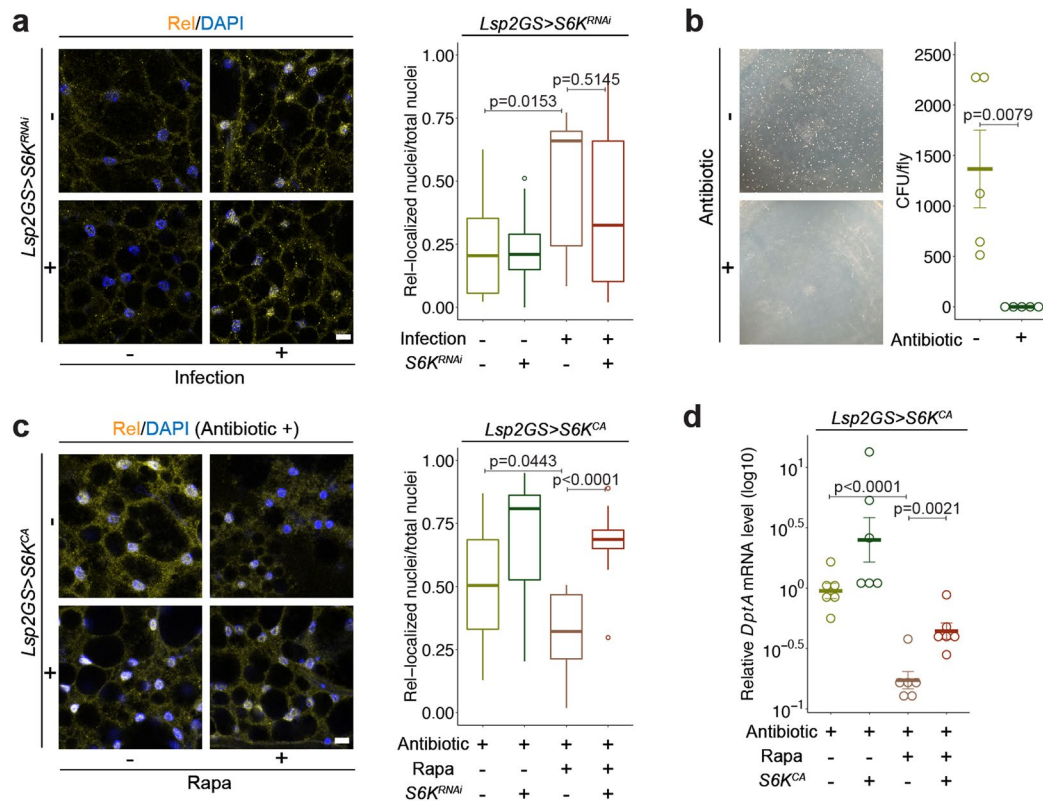 a
Rel/DAPI
Lsp2GS>S6K^RNAi
-
+
-
+
Infection
Lsp2GS>S6K^RNAi
Rel-localized nuclei/total nuclei
1.00
0.75
0.50
0.25
0.00
p=0.0153
p=0.5145
Infection - - + +
S6K^RNAi - + - +
b
Antibiotic
-
+
CFU/fly
2500
2000
1500
1000
500
0
p=0.0079
Antibiotic - +
c
Rel/DAPI (Antibiotic +)
Lsp2GS>S6K^CA
-
+
-
+
Rapa
Lsp2GS>S6K^CA
Rel-localized nuclei/total nuclei
1.00
0.75
0.50
0.25
0.00
p=0.0443
p<0.0001
Antibiotic + + + +
Rapa - - + +
S6K^RNAi - + - +
d
Lsp2GS>S6K^CA
Relative DptA mRNA level (log10)
10^1
10^0.5
10^0
10^-0.5
10^-1
p<0.0001
p=0.0021
Antibiotic + + + +
Rapa - - + +
S6K^CA - + - +